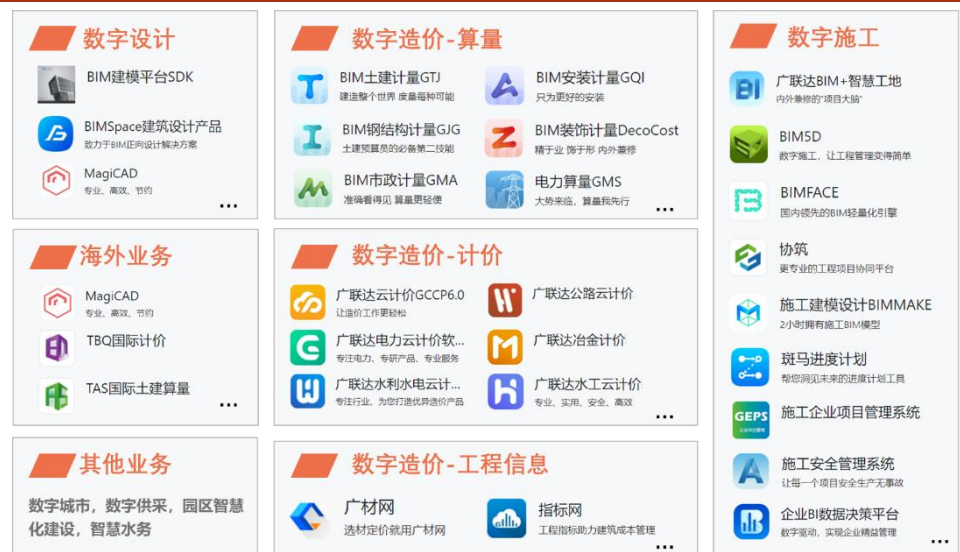 数字设计
BIM建模平台SDK
BIMSpace建筑设计产品
致力于BIM正向设计解决方案
MagiCAD
专业、高效、节约
...
海外业务
MagiCAD
专业、高效、节约
TBQ国际计价
TAS国际土建算量
...
其他业务
数字城市，数字供采，园区智慧
化建设，智慧水务
数字造价-算量
BIM土建计量GTJ
建造整个世界 度量每种可能
BIM安装计量GQI
只为更好的安装
BIM钢结构计量GJG
土建预算员的必备第二技能
BIM装饰计量DecoCost
精于业 饰于形 内外兼修
BIM市政计量GMA
准确看得见 算量更轻便
电力算量GMS
大势来临，算量我先行
...
数字造价-计价
广联达云计价GCCP6.0
让造价工作更轻松
广联达公路云计价
广联达电力云计价软...
专注电力、专研产品、专业服务
广联达冶金计价
广联达水利水电云计...
专注行业、为您打造优异造价产品
广联达水工云计价
专业、实用、安全、高效
...
数字造价-工程信息
广材网
选材定价就用广材网
指标网
工程指标助力建筑成本管理
...
数字施工
BI
广联达BIM+智慧工地
内外兼修的"项目大脑"
BIM5D
数字施工，让工程管理变得简单
BIMFACE
国内领先的BIM轻量化引擎
协筑
更专业的工程项目协同平台
施工建模设计BIMMAKE
2小时拥有施工BIM模型
斑马进度计划
帮您洞见未来的进度计划工具
GEPS
施工企业项目管理系统
施工安全管理系统
让每一个项目安全生产无事故
企业BI数据决策平台
数字驱动，实现企业精益管理
...